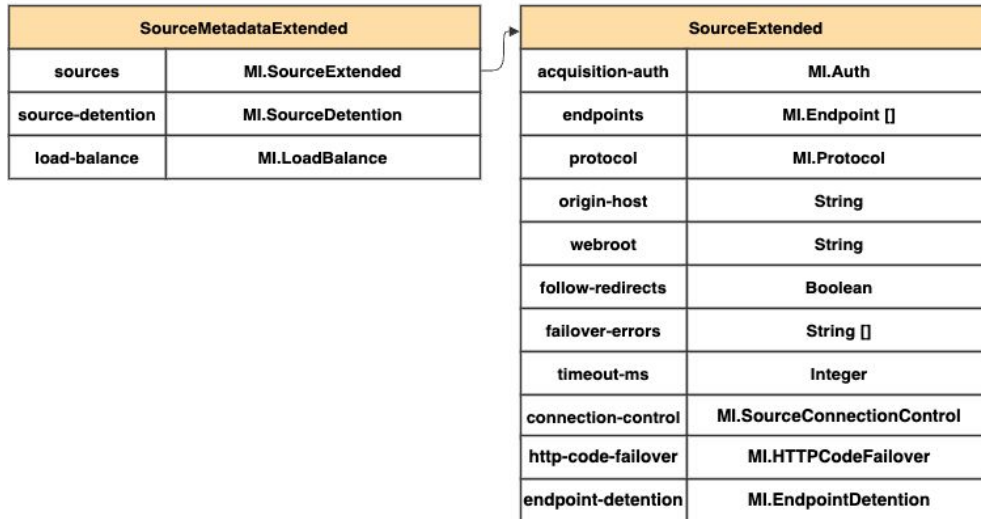 SourceMetadataExtended
sources MI.SourceExtended
source-detention MI.SourceDetention
load-balance MI.LoadBalance
SourceExtended
acquisition-auth MI.Auth
endpoints MI.Endpoint []
protocol MI.Protocol
origin-host String
webroot String
follow-redirects Boolean
failover-errors String []
timeout-ms Integer
connection-control MI.SourceConnectionControl
http-code-failover MI.HTTPCodeFailover
endpoint-detention MI.EndpointDetention